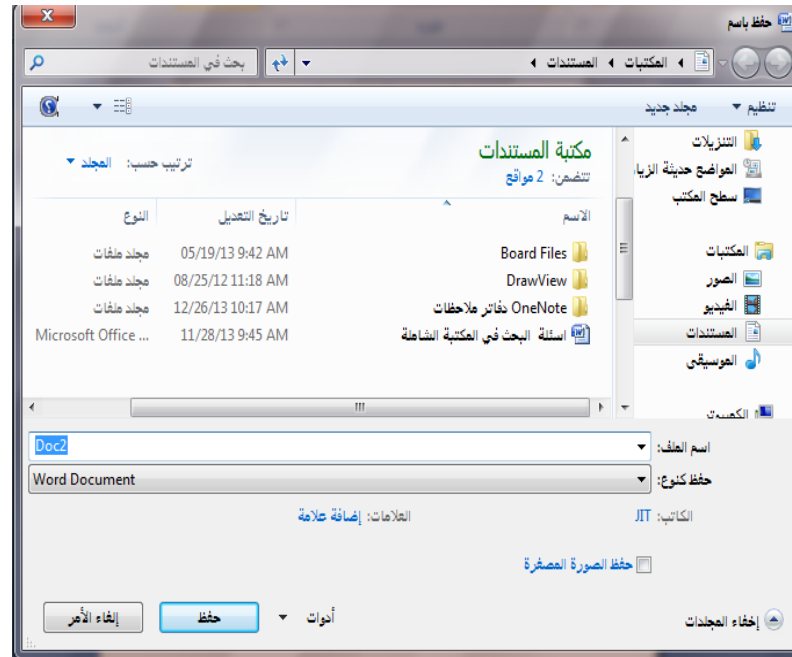 حفظ باسم
المكتبات
المستندات
بحث في المستندات
تنظيم
مجلد جديد
التنزيلات
المواضع حديثة الزيا
سطح المكتب
المكتبات
الصور
الفيديو
المستندات
الموسيقى
مكتبة المستندات
تتضمن: 2 مواقع
ترتيب حسب: المجلد
الاسم تاريخ التعديل النوع
Board Files 05/19/13 9:42 AM مجلد ملفات
DrawView 08/25/12 11:18 AM مجلد ملفات
OneNote دفاتر ملاحظات 12/26/13 10:17 AM مجلد ملفات
اسئلة البحث في المكتبة الشاملة 11/28/13 9:45 AM Microsoft Office ...
اسم الملف: Doc2
حفظ كنوع: Word Document
الكاتب: JIT العلامات: إضافة علامة
حفظ الصورة المصغرة
إخفاء المجلدات أدوات حفظ إلغاء الأمر